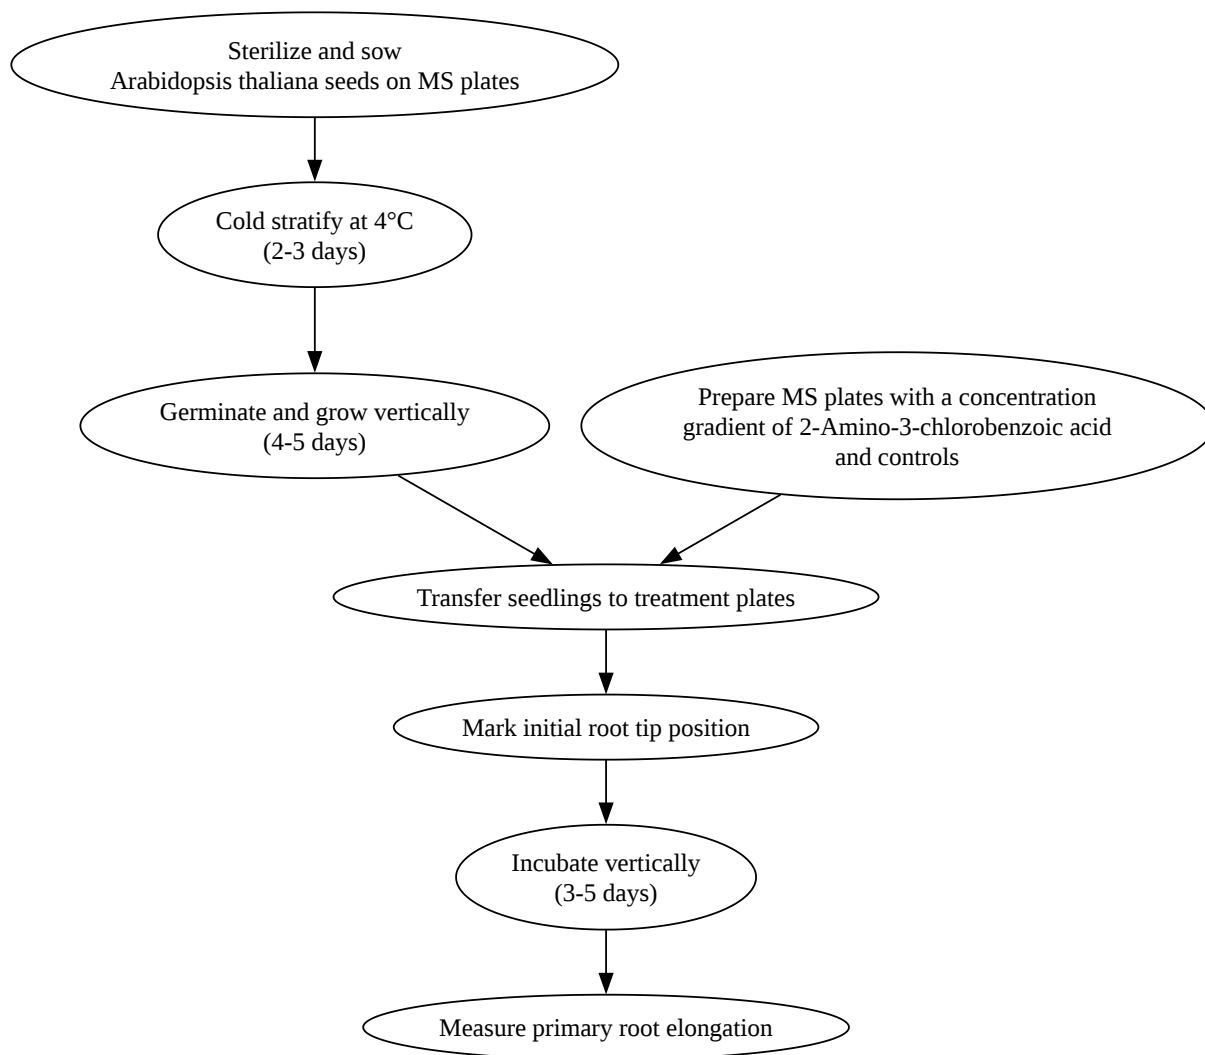 Sterilize and sow
Arabidopsis thaliana seeds on MS plates
Cold stratify at 4°C
(2-3 days)
Germinate and grow vertically
(4-5 days)
Prepare MS plates with a concentration
gradient of 2-Amino-3-chlorobenzoic acid
and controls
Transfer seedlings to treatment plates
Mark initial root tip position
Incubate vertically
(3-5 days)
Measure primary root elongation